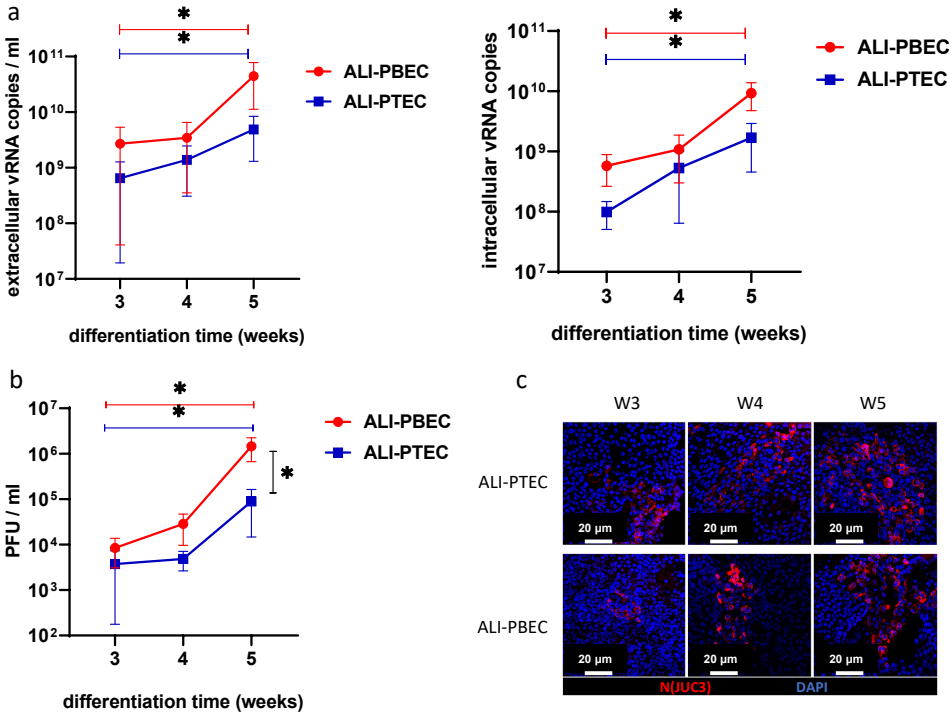 a
*
*
extracellular vRNA copies / ml
10¹¹
10¹⁰
10⁹
10⁸
10⁷
3 4 5
differentiation time (weeks)
ALI-PBEC
ALI-PTEC
*
*
intracellular vRNA copies
10¹¹
10¹⁰
10⁹
10⁸
10⁷
3 4 5
differentiation time (weeks)
ALI-PBEC
ALI-PTEC
b
*
*
PFU / ml
10⁷
10⁶
10⁵
10⁴
10³
10²
3 4 5
differentiation time (weeks)
ALI-PBEC
ALI-PTEC
*
c
W3 W4 W5
ALI-PTEC
20 µm 20 µm 20 µm
ALI-PBEC
20 µm 20 µm 20 µm
N(JUC3) DAPI